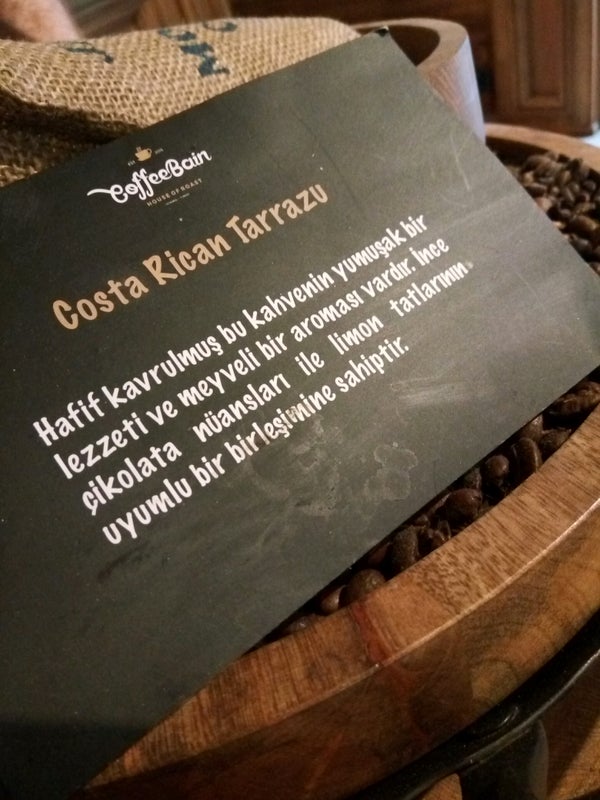 CoffeeBain
HOUSE OF ROAST
Costa Rican Tarrazu
Hafif kavrulmuş bu kahvenin yumuşak bir
lezzeti ve meyveli bir aroması vardır. İnce
çikolata nüansları ile limon tatlarının
uyumlu bir birleşimine sahiptir.